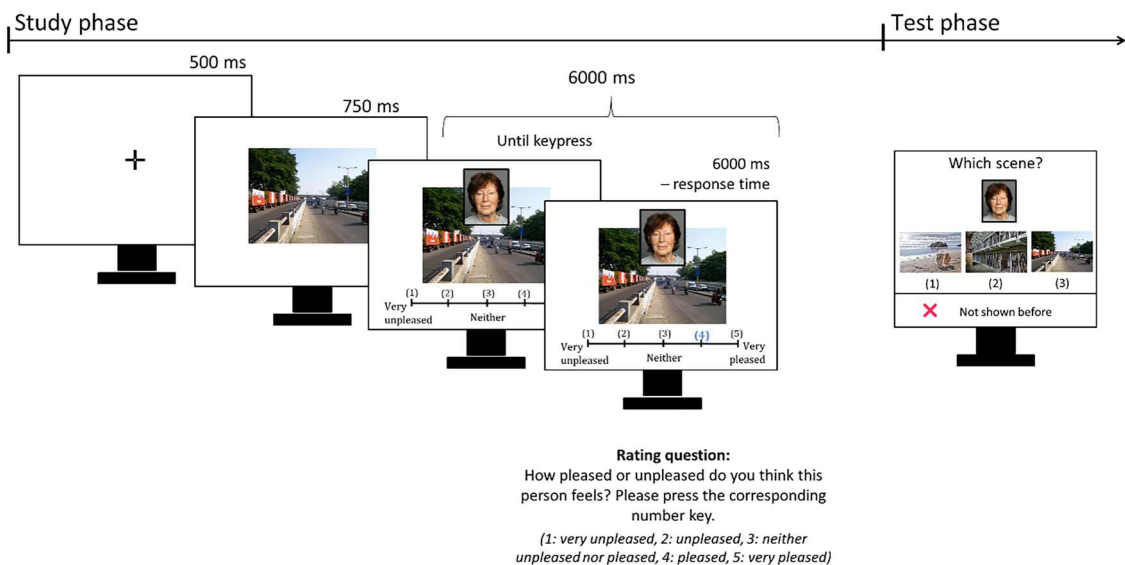 Study phase
Test phase
500 ms
750 ms
6000 ms
Until keypress
6000 ms
– response time
(1) (2) (3) (4)
Very
unpleased
Neither
(1) (2) (3) (4) (5)
Very
unpleased
Neither
Very
pleased
Which scene?
(1) (2) (3)
Not shown before
Rating question:
How pleased or unpleased do you think this
person feels? Please press the corresponding
number key.
(1: very unpleased, 2: unpleased, 3: neither
unpleased nor pleased, 4: pleased, 5: very pleased)